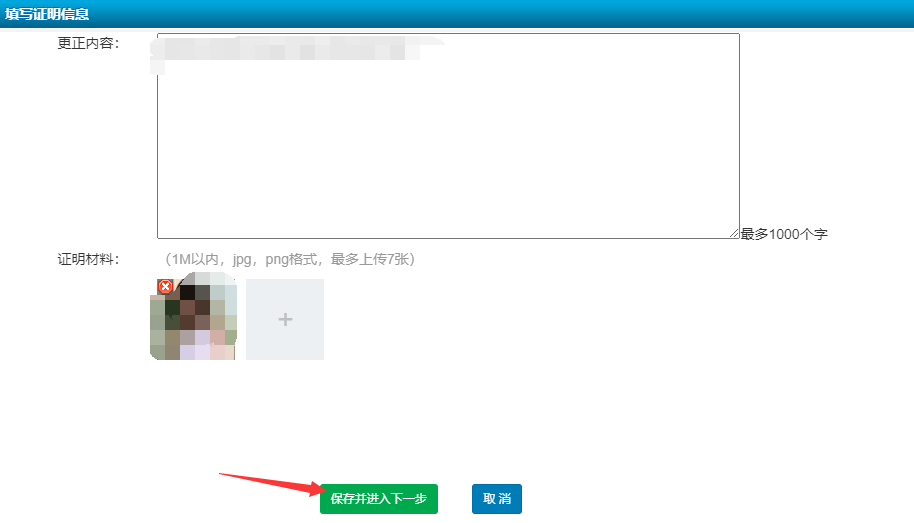 填写证明信息
更正内容：
最多1000个字
证明材料：
（1M以内，jpg，png格式，最多上传7张）
保存并进入下一步
取 消